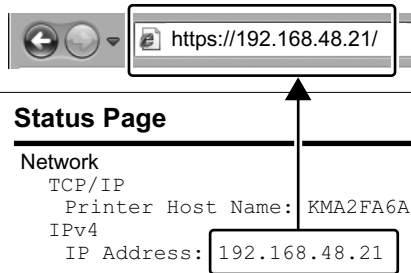 https://192.168.48.21/
Status Page
Network
TCP/IP
Printer Host Name: KMA2FA6A
IPv4
IP Address: 192.168.48.21